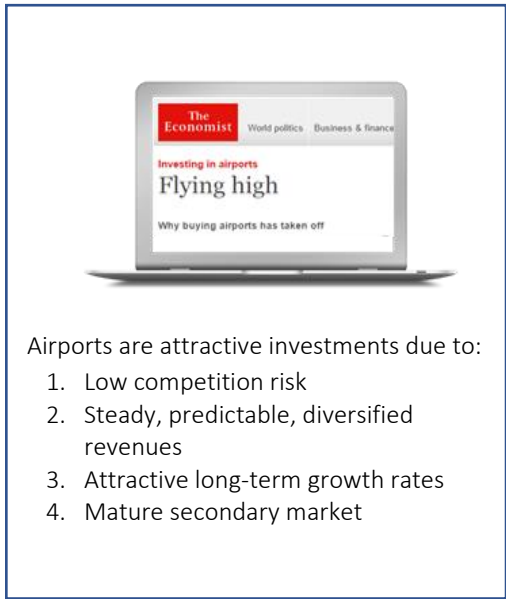 The
Economist
World politics Business & finance
Investing in airports
Flying high
Why buying airports has taken off
Airports are attractive investments due to:
1. Low competition risk
2. Steady, predictable, diversified
revenues
3. Attractive long-term growth rates
4. Mature secondary market